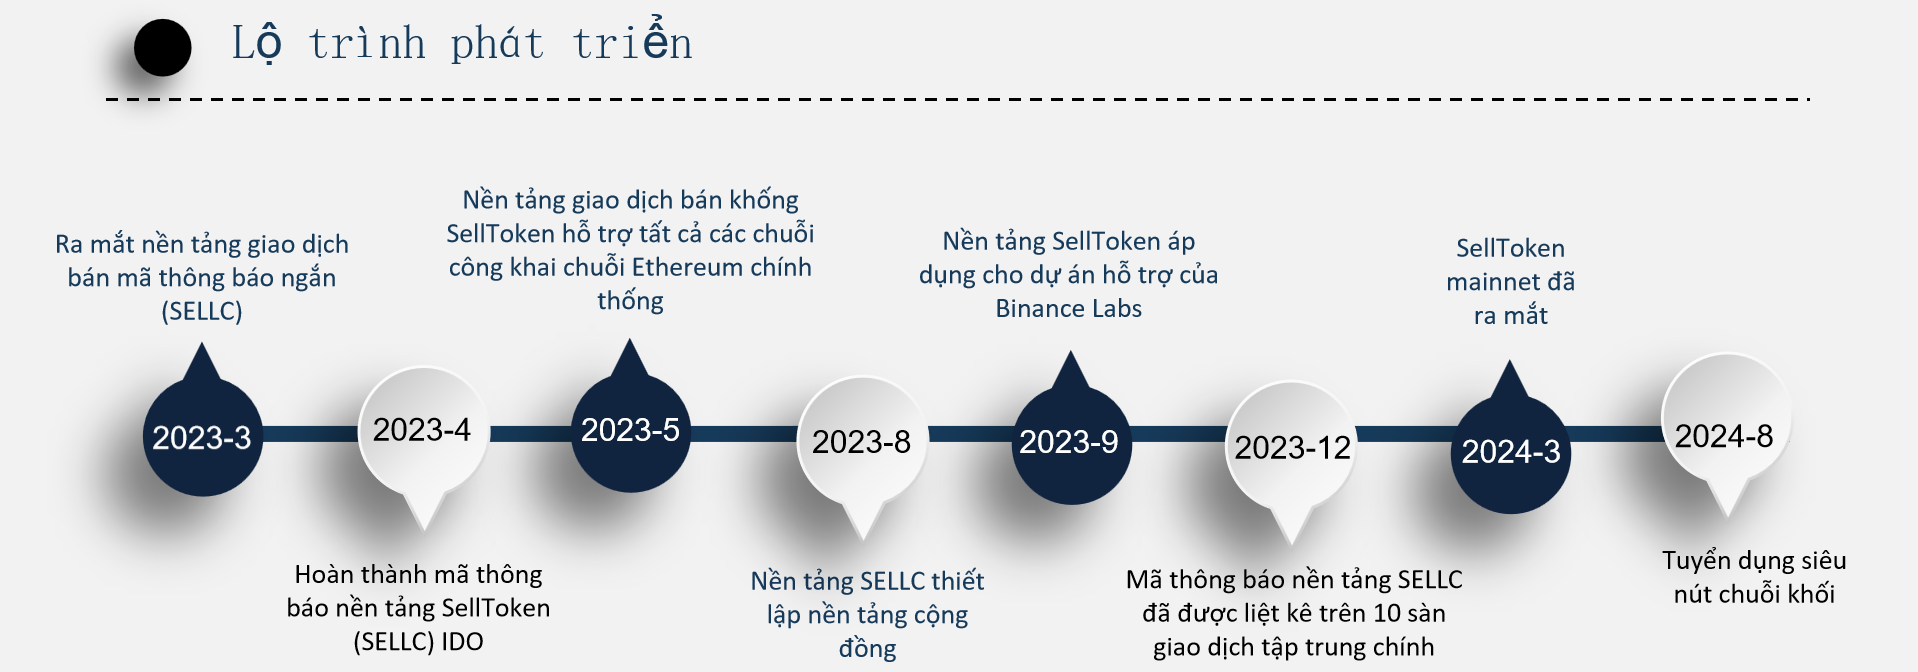 Lộ trình phát triển
Ra mắt nền tảng giao dịch
bán mã thông báo ngắn
(SELLC)
2023-3
2023-4
Hoàn thành mã thông
báo nền tảng SellToken
(SELLC) IDO
Nền tảng giao dịch bán khống
SellToken hỗ trợ tất cả các chuỗi
công khai chuỗi Ethereum chính
thống
2023-5
2023-8
Nền tảng SELLC thiết
lập nền tảng cộng
đồng
Nền tảng SellToken áp
dụng cho dự án hỗ trợ của
Binance Labs
2023-9
2023-12
Mã thông báo nền tảng SELLC
đã được liệt kê trên 10 sàn
giao dịch tập trung chính
SellToken
mainnet đã
ra mắt
2024-3
2024-8
Tuyển dụng siêu
nút chuỗi khối